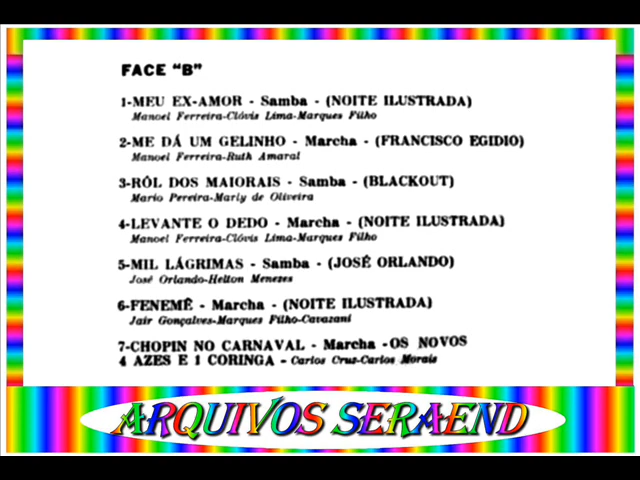 FACE "B"
1-MEU EX-AMOR - Samba - (NOITE ILUSTRADA)
Manoel Ferreira-Clóvis Lima-Marques Filho
2-ME DÁ UM GELINHO - Marcha - (FRANCISCO EGIDIO)
Manoel Ferreira-Ruth Amaral
3-RÓL DOS MAIORAIS - Samba - (BLACKOUT)
Mario Pereira-Marly de Oliveira
4-LEVANTE O DEDO - Marcha - (NOITE ILUSTRADA)
Manoel Ferreira-Clóvis Lima-Marques Filho
5-MIL LÁGRIMAS - Samba - (JOSÉ ORLANDO)
José Orlando-Helton Menezes
6-FENEMÊ - Marcha - (NOITE ILUSTRADA)
Jair Gonçalves-Marques Filho-Cavazani
7-CHOPIN NO CARNAVAL - Marcha -OS NOVOS
4 AZES E 1 CORINGA - Carlos Cruz-Carlos Morais
ARQUIVOS SERAEND